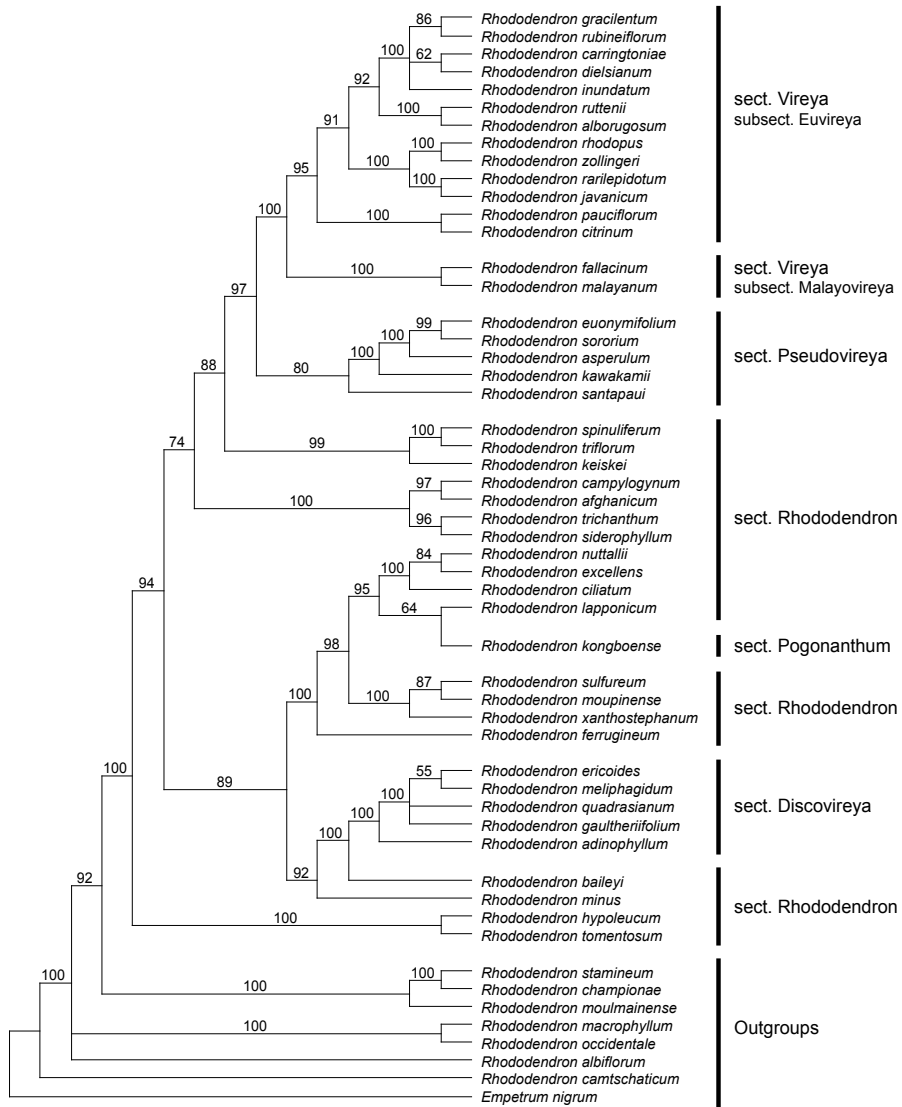 86
Rhododendron gracilentum
Rhododendron rubineiflorum
100
62
Rhododendron carringtoniae
Rhododendron dielsianum
92
Rhododendron inundatum
100
Rhododendron ruttenii
Rhododendron alborugosum
91
100
Rhododendron rhodopus
Rhododendron zollingeri
100
100
Rhododendron rarilepidotum
Rhododendron javanicum
95
100
Rhododendron pauciflorum
Rhododendron citrinum
sect. Vireya
subsect. Euvireya
100
100
Rhododendron fallacinum
Rhododendron malayanum
sect. Vireya
subsect. Malayovireya
97
99
Rhododendron euonymifolium
Rhododendron sororium
100
Rhododendron asperulum
100
Rhododendron kawakamii
80
Rhododendron santapaui
sect. Pseudovireya
88
100
Rhododendron spinuliferum
Rhododendron triflorum
99
Rhododendron keiskei
74
97
Rhododendron campylogynum
Rhododendron afghanicum
100
96
Rhododendron trichanthum
Rhododendron siderophyllum
84
Rhododendron nuttallii
Rhododendron excellens
100
Rhododendron ciliatum
95
64
Rhododendron lapponicum
sect. Rhododendron
94
Rhododendron kongboense
sect. Pogonanthum
98
87
Rhododendron sulfureum
Rhododendron moupinense
100
Rhododendron xanthostephanum
100
Rhododendron ferrugineum
sect. Rhododendron
89
55
Rhododendron ericoides
Rhododendron meliphagidum
100
Rhododendron quadrasianum
Rhododendron gaultheriifolium
100
Rhododendron adinophyllum
sect. Discovireya
100
100
Rhododendron baileyi
92
Rhododendron minus
100
Rhododendron hypoleucum
Rhododendron tomentosum
sect. Rhododendron
92
100
Rhododendron stamineum
Rhododendron championae
100
Rhododendron moulmainense
100
100
Rhododendron macrophyllum
Rhododendron occidentale
Rhododendron albiflorum
Rhododendron camtschaticum
Empetrum nigrum
Outgroups